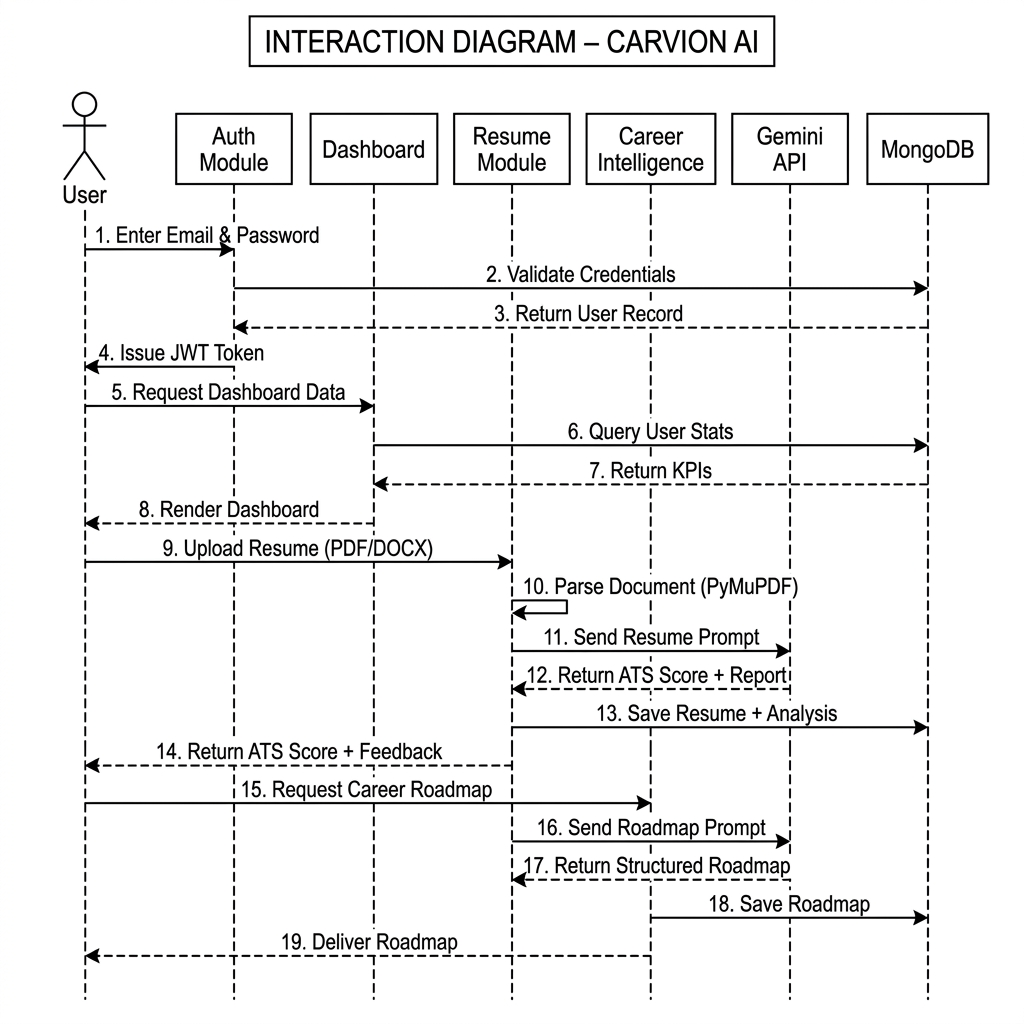 INTERACTION DIAGRAM – CARVION AI
User
Auth
Module
Dashboard
Resume
Module
Career
Intelligence
Gemini
API
MongoDB
1. Enter Email & Password
2. Validate Credentials
3. Return User Record
4. Issue JWT Token
5. Request Dashboard Data
6. Query User Stats
7. Return KPIs
8. Render Dashboard
9. Upload Resume (PDF/DOCX)
10. Parse Document (PyMuPDF)
11. Send Resume Prompt
12. Return ATS Score + Report
13. Save Resume + Analysis
14. Return ATS Score + Feedback
15. Request Career Roadmap
16. Send Roadmap Prompt
17. Return Structured Roadmap
18. Save Roadmap
19. Deliver Roadmap